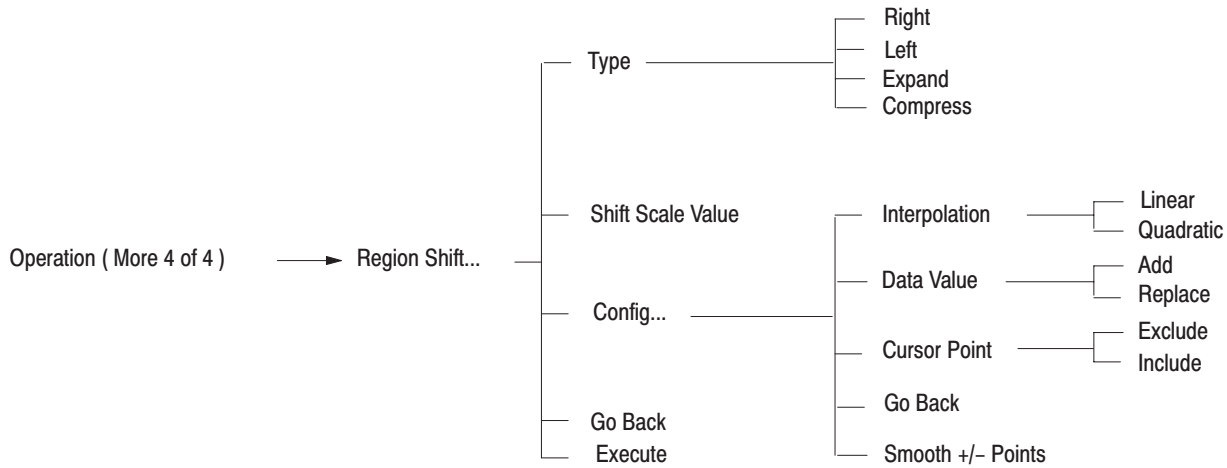 Right
Type
Left
Expand
Compress
Shift Scale Value
Interpolation
Linear
Quadratic
Operation ( More 4 of 4 )
Region Shift...
Data Value
Add
Replace
Config...
Cursor Point
Exclude
Include
Go Back
Go Back
Execute
Smooth +/– Points